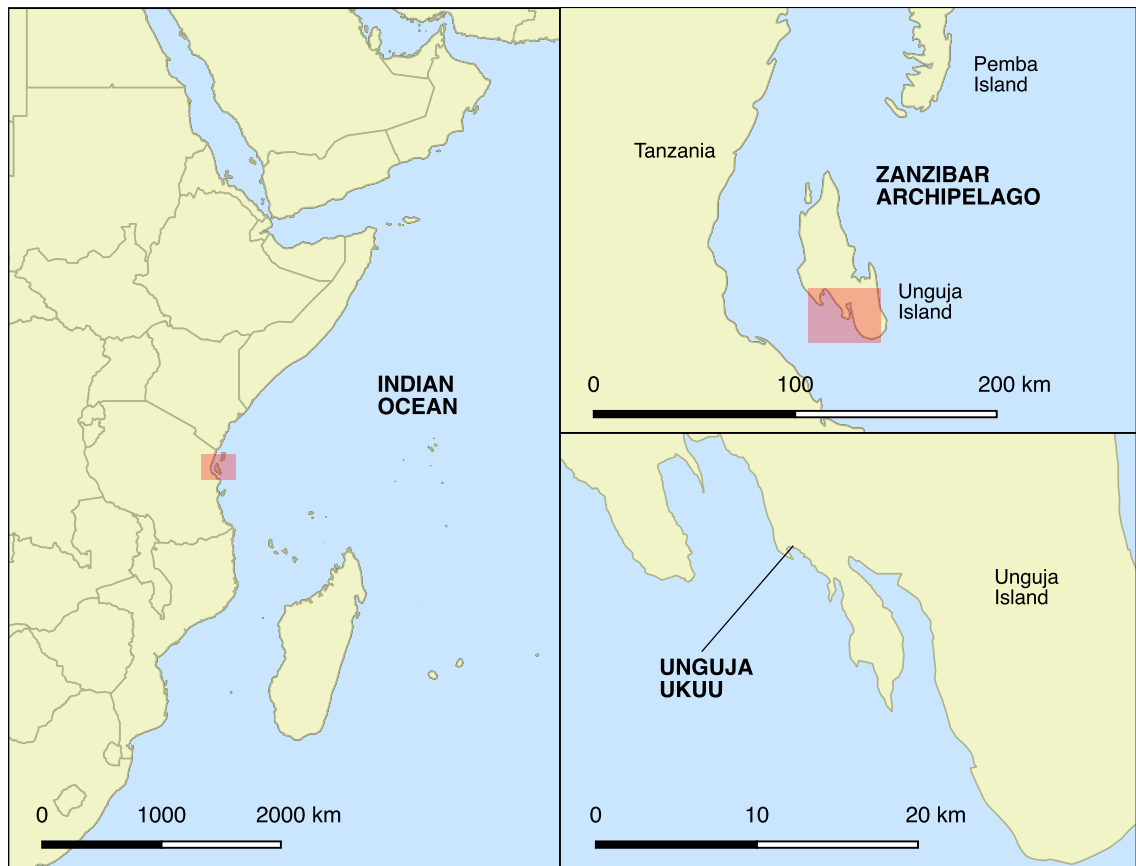 INDIAN
OCEAN
0 1000 2000 km
Pemba
Island
Tanzania
ZANZIBAR
ARCHIPELAGO
Unguja
Island
0 100 200 km
Unguja
Island
UNGUJA
UKUU
0 10 20 km